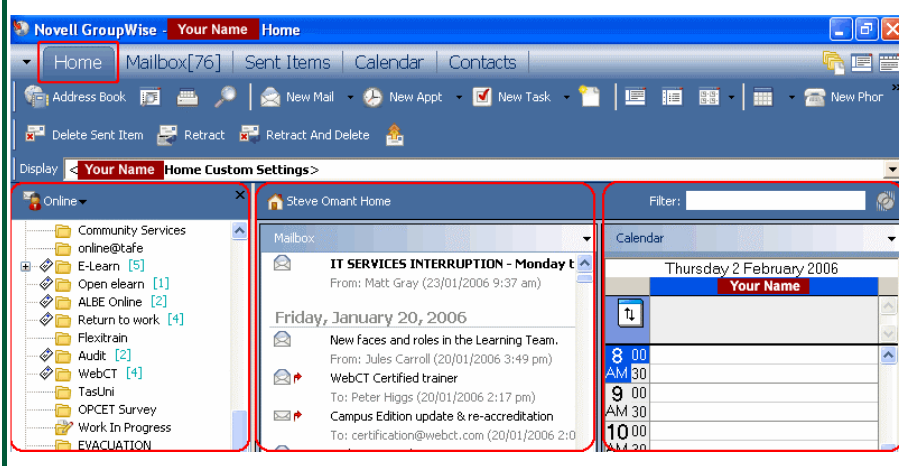 Novell GroupWise - Your Name Home
Home Mailbox[76] Sent Items Calendar Contacts
Address Book New Mail New Appt New Task New Phor
Delete Sent Item Retract Retract And Delete
Display <Your Name Home Custom Settings>
Online
Community Services
online@tafe
E-Learn [5]
Open elearn [1]
ALBE Online [2]
Return to work [4]
Flexitrain
Audit [2]
WebCT [4]
TasUni
OPCET Survey
Work In Progress
EVACUATION
Steve Omant Home
Mailbox
IT SERVICES INTERRUPTION - Monday t
From: Matt Gray (23/01/2006 9:37 am)
Friday, January 20, 2006
New faces and roles in the Learning Team.
From: Jules Carroll (20/01/2006 3:49 pm)
WebCT Certified trainer
To: Peter Higgs (20/01/2006 2:17 pm)
Campus Edition update & re-accreditation
To: certification@webct.com (20/01/2006 2:0
Filter:
Calendar
Thursday 2 February 2006
Your Name
8 00
AM 30
9 00
AM 30
10 00
AM 30